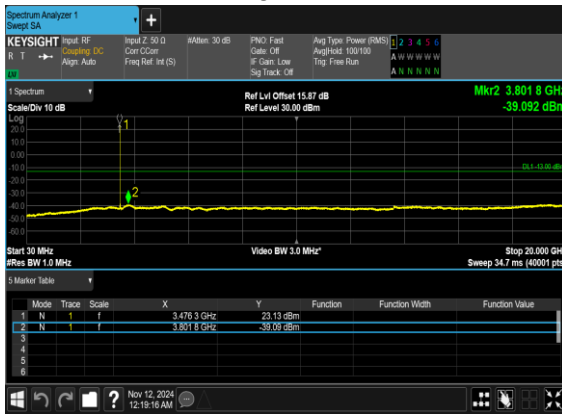 Spectrum Analyzer 1
Swept SA
+
KEYSIGHT Input: RF Input Z: 50 Ω #Atten: 30 dB PNO: Fast Avg Type: Power (RMS) 1 2 3 4 5 6
R T Coupling: DC Corr CCorr Gate: Off Avg|Hold: 100/100 A W W W W W
Align: Auto Freq Ref: Int (S) IF Gain: Low Trig: Free Run
LW Sig Track: Off A N N N N N
1 Spectrum Ref Lvl Offset 15.87 dB Mkr2 3.801 8 GHz
Scale/Div 10 dB Ref Level 30.00 dBm -39.092 dBm
Log
20.0
10.0
0.00
-10.0
DL1 -13.00 dBm
-20.0
-30.0
-40.0
-50.0
-60.0
1
2
Start 30 MHz Video BW 3.0 MHz* Stop 20.000 GHz
#Res BW 1.0 MHz Sweep 34.7 ms (40001 pts)
5 Marker Table
Mode Trace Scale X Y Function Function Width Function Value
1 N 1 f 3.476 3 GHz 23.13 dBm
2 N 1 f 3.801 8 GHz -39.09 dBm
3
4
5
6
? Nov 12, 2024
12:19:16 AM